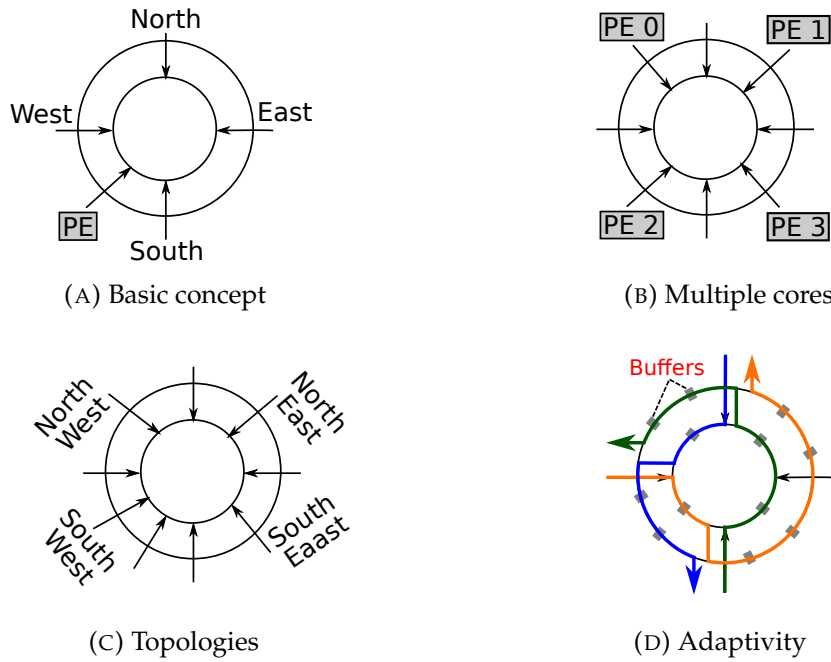 North
West
East
PE
South
(A) Basic concept
PE 0
PE 1
PE 2
PE 3
(B) Multiple cores
North
West
North
East
South
West
South
Eaast
(C) Topologies
Buffers
(D) Adaptivity